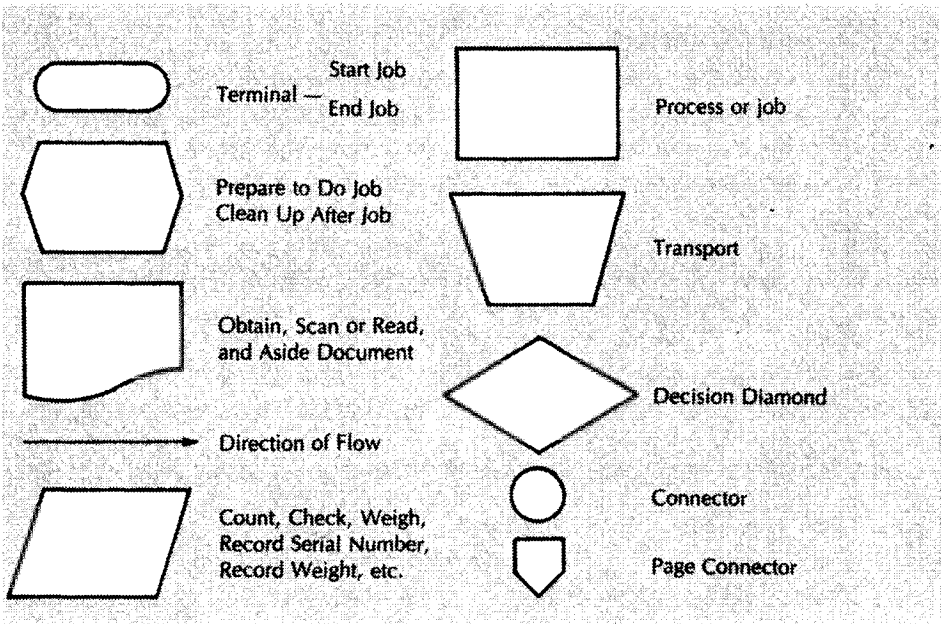 Terminal —
Start Job
End Job
Prepare to Do Job
Clean Up After Job
Obtain, Scan or Read,
and Aside Document
Direction of Flow
Count, Check, Weigh,
Record Serial Number,
Record Weight, etc.
Process or job
Transport
Decision Diamond
Connector
Page Connector